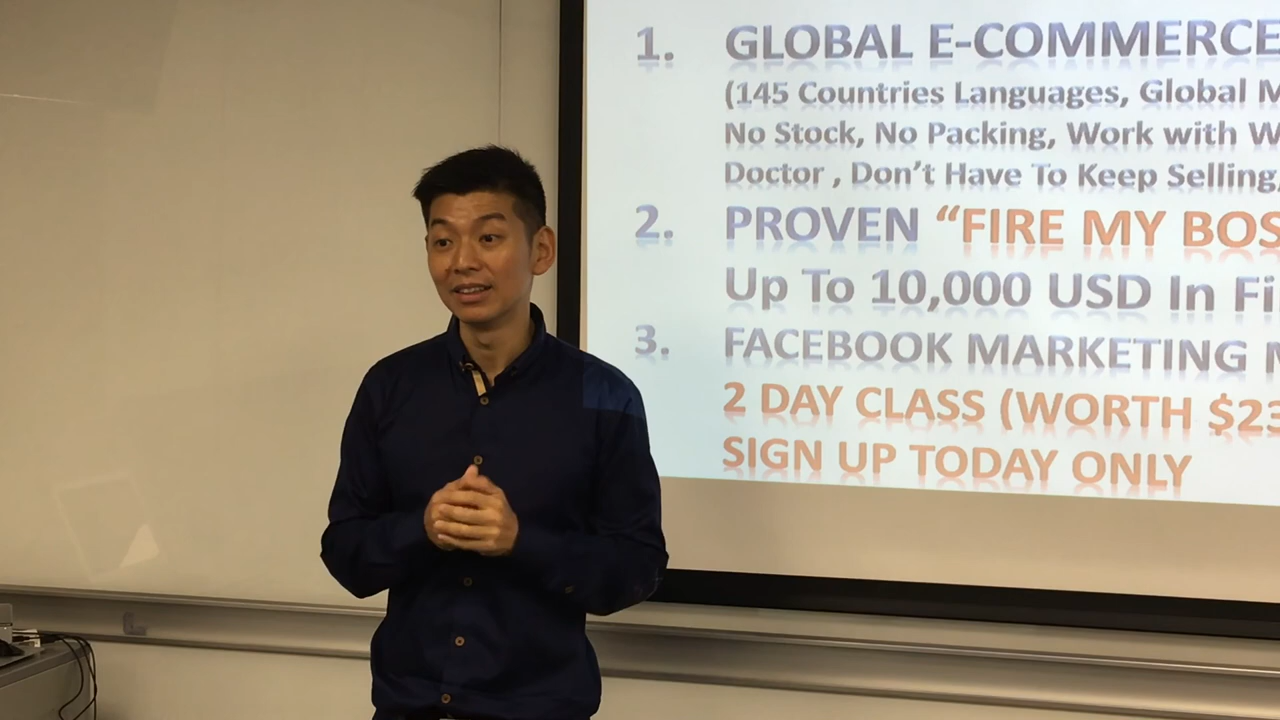 1. GLOBAL E-COMMERCE
(145 Countries Languages, Global M
No Stock, No Packing, Work with W
Doctor , Don't Have To Keep Selling,
2. PROVEN “FIRE MY BOS
Up To 10,000 USD In Fi
3. FACEBOOK MARKETING M
2 DAY CLASS (WORTH $23
SIGN UP TODAY ONLY